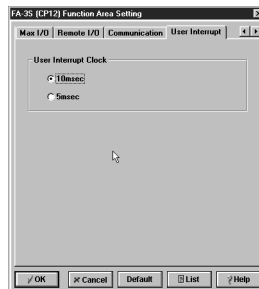 FA-3S (CP12) Function Area Setting
Max I/O Remote I/O Communication User Interrupt
User Interrupt Clock
10msec
5msec
OK Cancel Default List Help